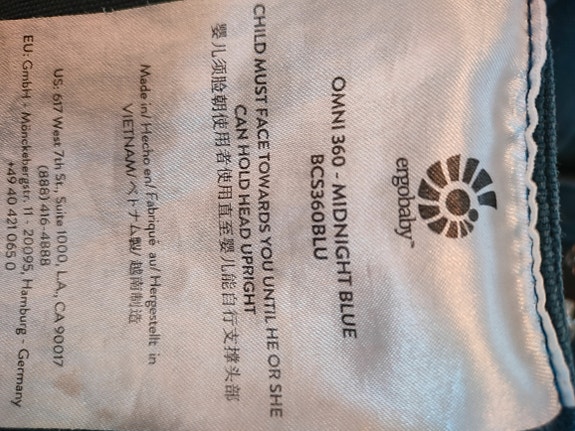 ergobaby™
OMNI 360 - MIDNIGHT BLUE
BCS360BLU
CHILD MUST FACE TOWARDS YOU UNTIL HE OR SHE
CAN HOLD HEAD UPRIGHT
婴儿须脸朝使用者使用直至婴儿能自行支撑头部
Made in/ Hecho en/ Fabriqué au/ Hergestellt in
VIETNAM/ ベトナム製/ 越南制造
US: 617 West 7th St, Suite 1000, L.A., CA 90017
(888) 416-4888
EU: GmbH - Mönckebergstr. 11 - 20095, Hamburg - Germany
+49 40 421 065 0